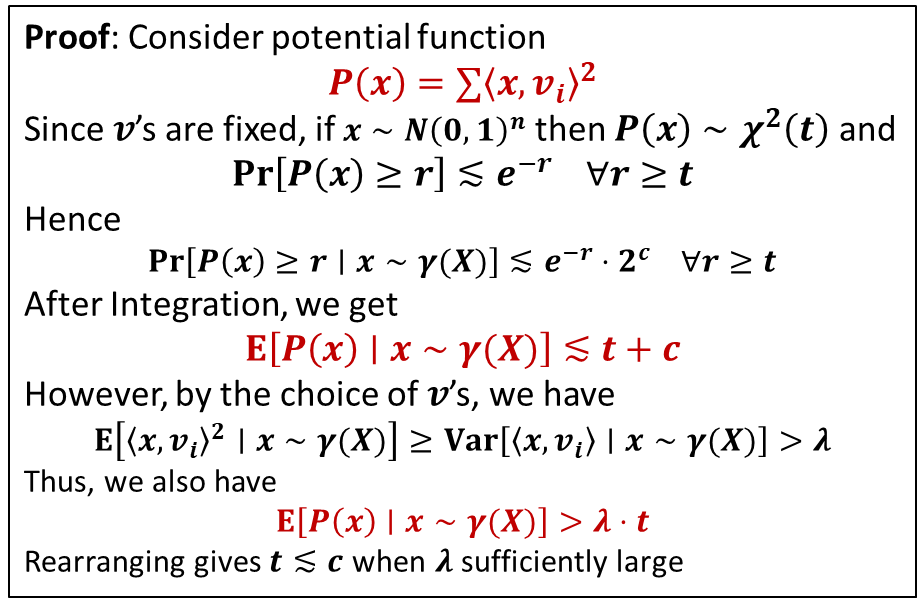 Proof: Consider potential function
P(x) = ∑⟨x, v_i⟩²
Since v's are fixed, if x ∼ N(0, 1)ⁿ then P(x) ∼ χ²(t) and
Pr[P(x) ≥ r] ≲ e⁻ʳ ∀r ≥ t
Hence
Pr[P(x) ≥ r | x ∼ γ(X)] ≲ e⁻ʳ · 2ᶜ ∀r ≥ t
After Integration, we get
E[P(x) | x ∼ γ(X)] ≲ t + c
However, by the choice of v's, we have
E[⟨x, v_i⟩² | x ∼ γ(X)] ≥ Var[⟨x, v_i⟩ | x ∼ γ(X)] > λ
Thus, we also have
E[P(x) | x ∼ γ(X)] > λ · t
Rearranging gives t ≲ c when λ sufficiently large